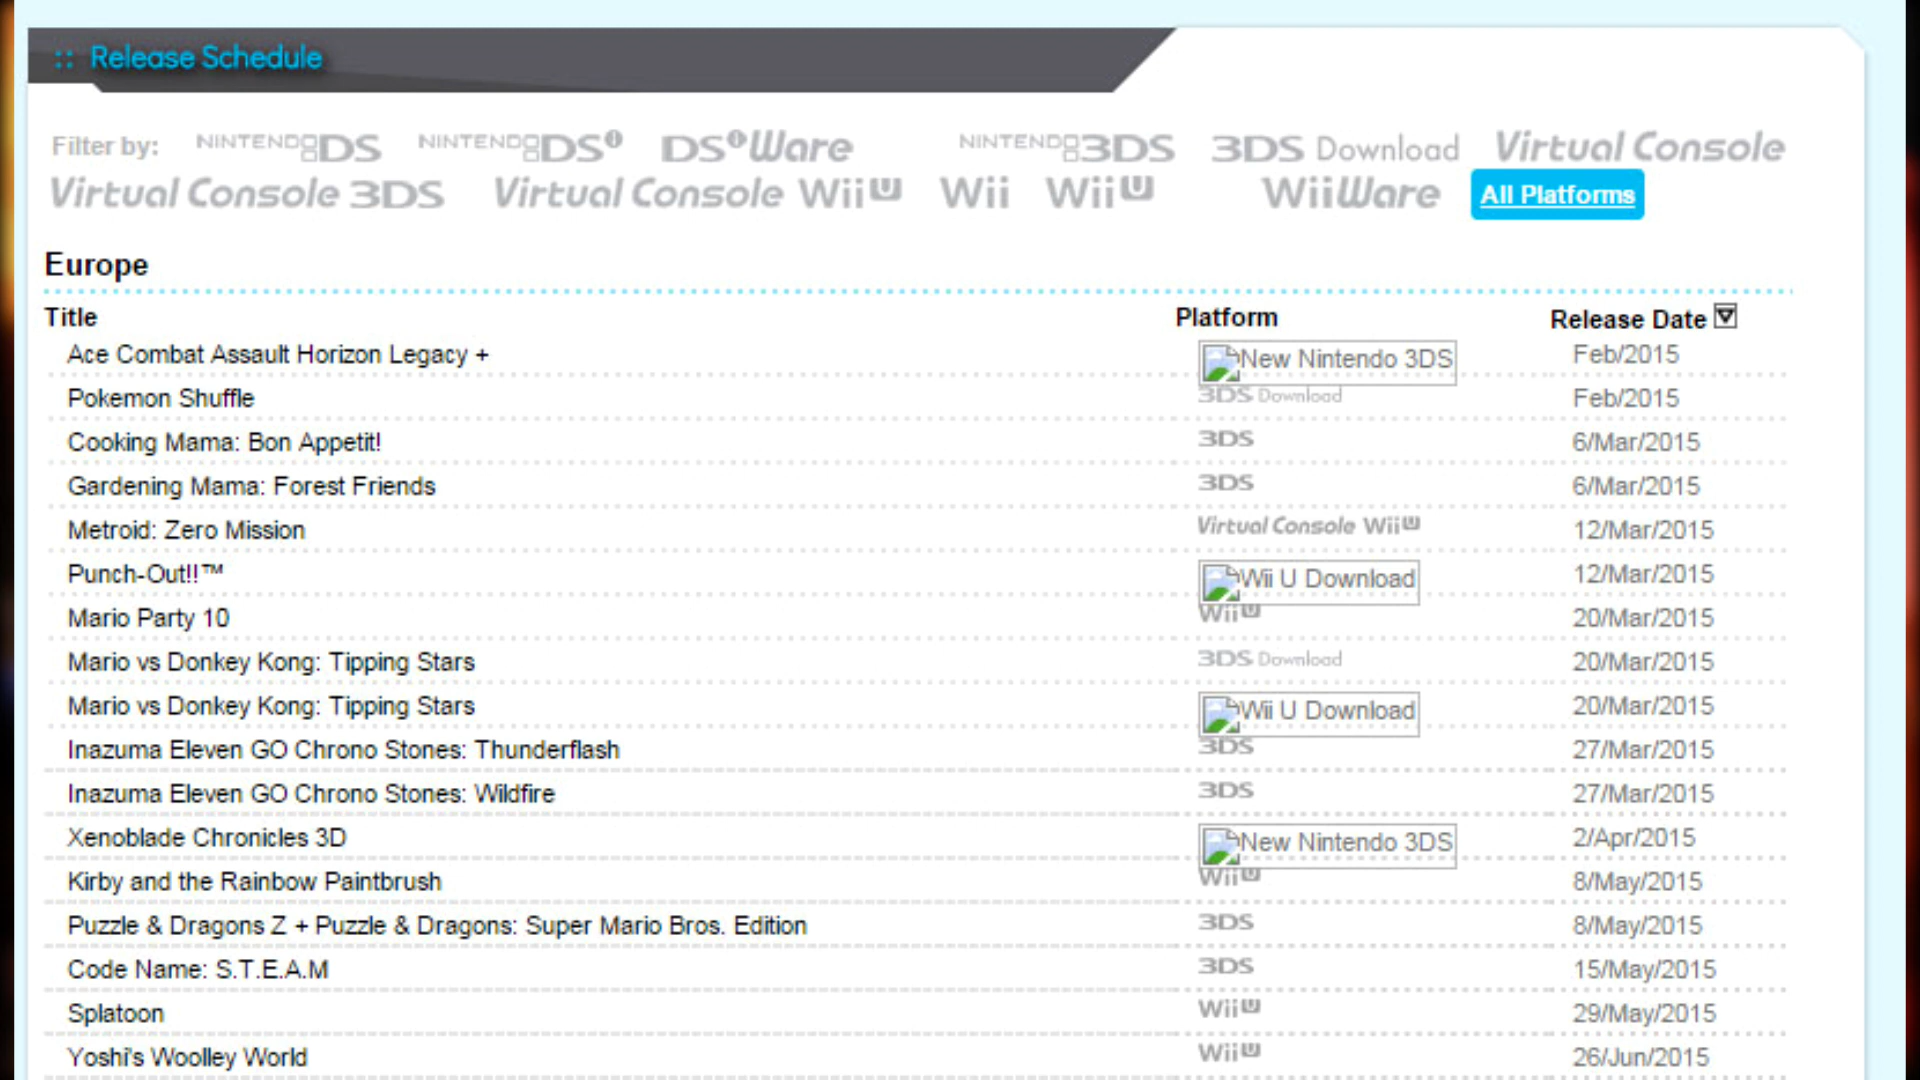 :: Release Schedule
Filter by: NINTENDO DS NINTENDO DSi DSiWare NINTENDO 3DS 3DS Download Virtual Console
Virtual Console 3DS Virtual Console Wii U Wii Wii U WiiWare All Platforms
Europe
Title Platform Release Date
Ace Combat Assault Horizon Legacy + New Nintendo 3DS Feb/2015
Pokemon Shuffle 3DS Download Feb/2015
Cooking Mama: Bon Appetit! 3DS 6/Mar/2015
Gardening Mama: Forest Friends 3DS 6/Mar/2015
Metroid: Zero Mission Virtual Console Wii U 12/Mar/2015
Punch-Out!!™ Wii U Download 12/Mar/2015
Mario Party 10 Wii U 20/Mar/2015
Mario vs Donkey Kong: Tipping Stars 3DS Download 20/Mar/2015
Mario vs Donkey Kong: Tipping Stars Wii U Download 20/Mar/2015
Inazuma Eleven GO Chrono Stones: Thunderflash 3DS 27/Mar/2015
Inazuma Eleven GO Chrono Stones: Wildfire 3DS 27/Mar/2015
Xenoblade Chronicles 3D New Nintendo 3DS 2/Apr/2015
Kirby and the Rainbow Paintbrush Wii U 8/May/2015
Puzzle & Dragons Z + Puzzle & Dragons: Super Mario Bros. Edition 3DS 8/May/2015
Code Name: S.T.E.A.M 3DS 15/May/2015
Splatoon Wii U 29/May/2015
Yoshi's Woolley World Wii U 26/Jun/2015